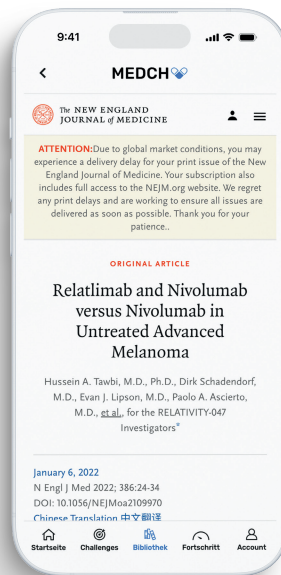 9:41
MEDCH
The NEW ENGLAND
JOURNAL of MEDICINE
ATTENTION:Due to global market conditions, you may
experience a delivery delay for your print issue of the New
England Journal of Medicine. Your subscription also
includes full access to the NEJM.org website. We regret
any print delays and are working to ensure all issues are
delivered as soon as possible. Thank you for your
patience..
ORIGINAL ARTICLE
Relatlimab and Nivolumab
versus Nivolumab in
Untreated Advanced
Melanoma
Hussein A. Tawbi, M.D., Ph.D., Dirk Schadendorf,
M.D., Evan J. Lipson, M.D., Paolo A. Ascierto,
M.D., et al., for the RELATIVITY-047
Investigators*
January 6, 2022
N Engl J Med 2022; 386:24-34
DOI: 10.1056/NEJMoa2109970
Chinese Translation 中文翻译
Startseite Challenges Bibliothek Fortschritt Account